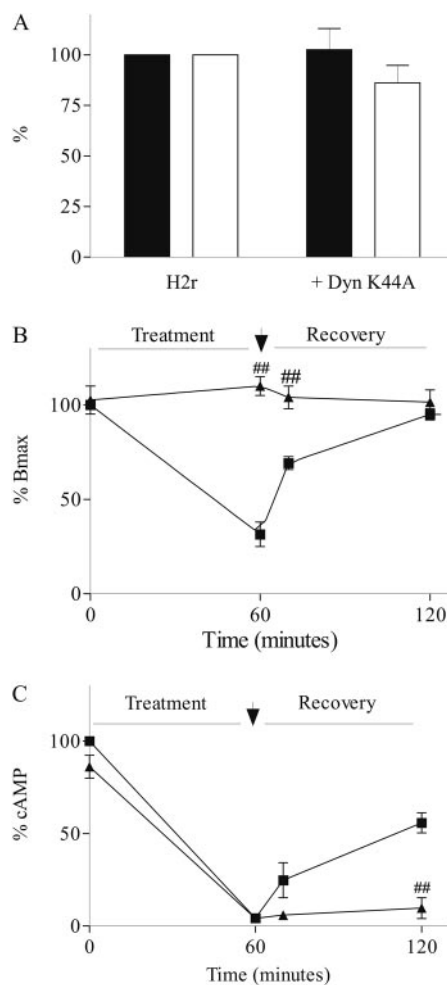 A
100
75
%
50
25
0
H2r
+ Dyn K44A
B
Treatment
Recovery
##
##
100
% Bmax
50
0
0
60
120
Time (minutes)
C
Treatment
Recovery
100
% cAMP
50
##
0
0
60
120
Time (minutes)